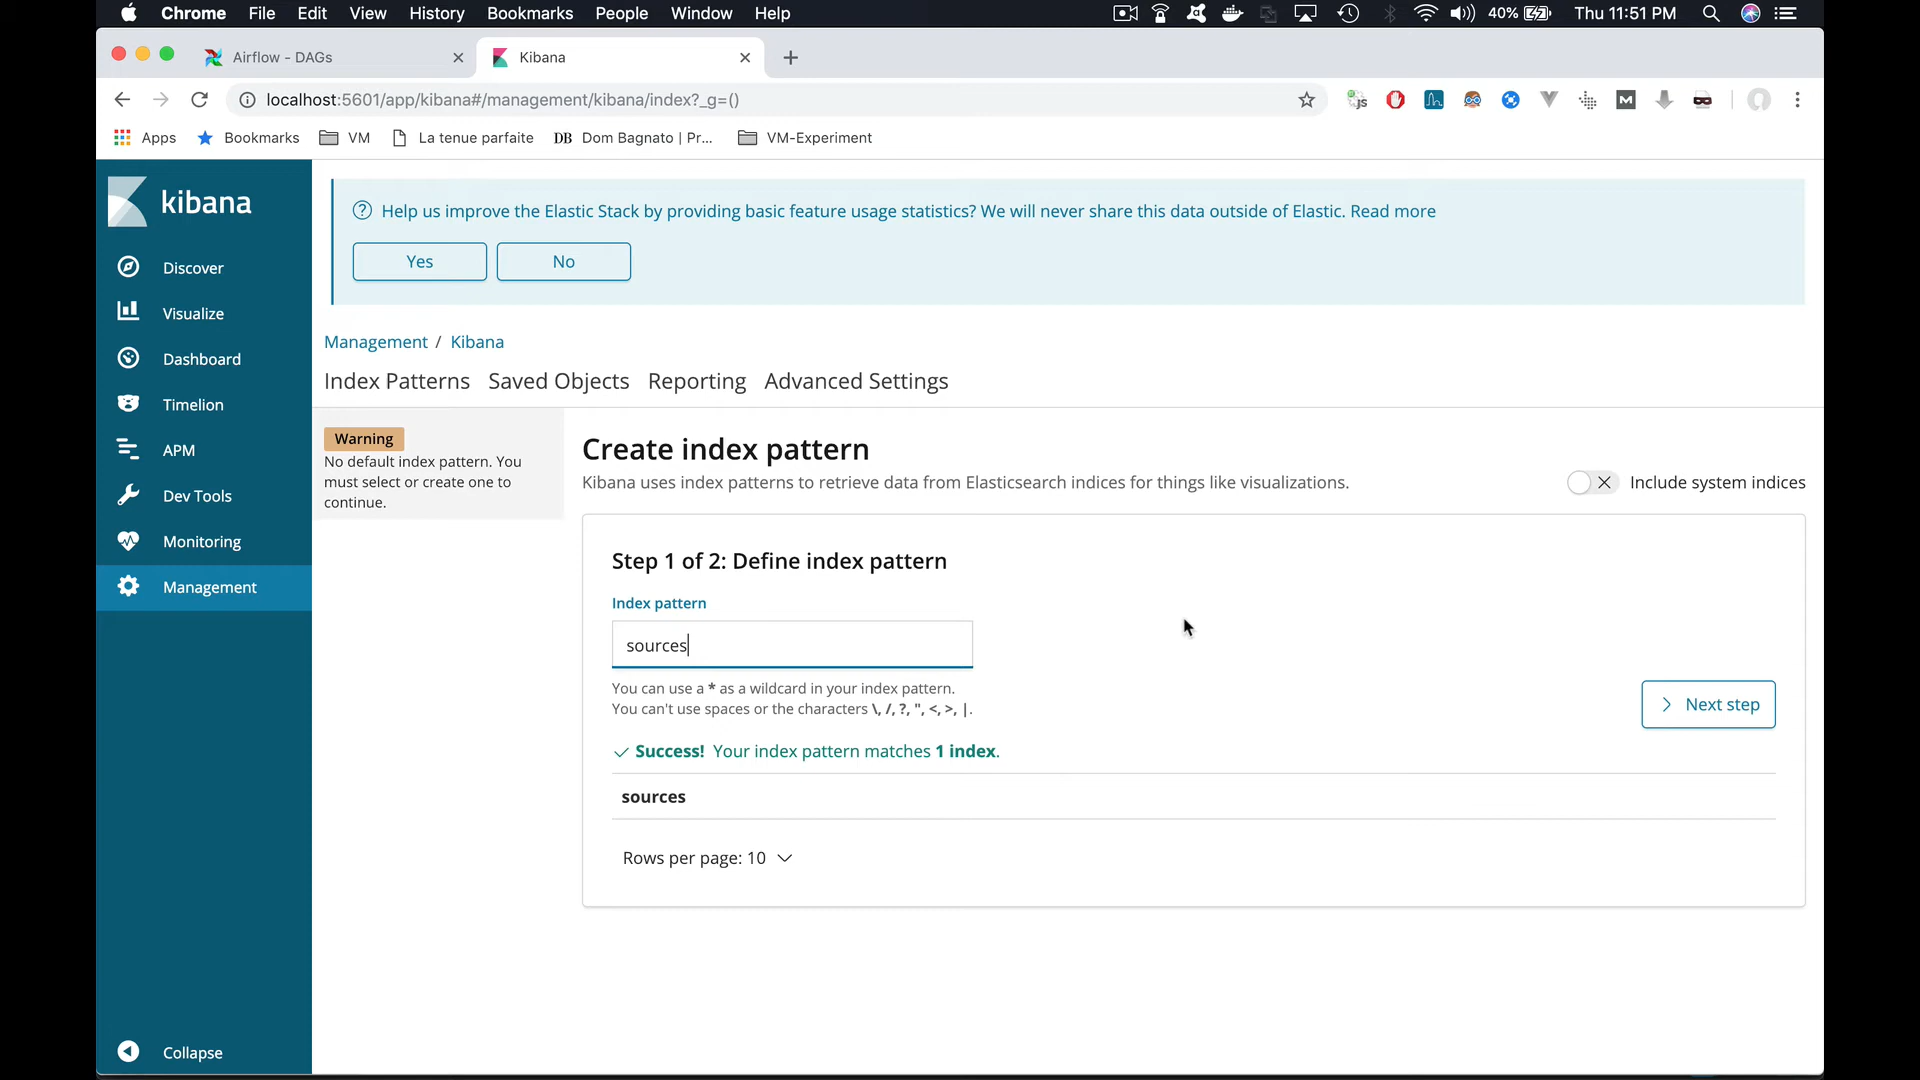 Chrome File Edit View History Bookmarks People Window Help 40% Thu 11:51 PM
Airflow - DAGs
Kibana
localhost:5601/app/kibana#/management/kibana/index?_g=()
Apps Bookmarks VM La tenue parfaite DB Dom Bagnato | Pr... VM-Experiment
kibana
Discover
Visualize
Dashboard
Timelion
APM
Dev Tools
Monitoring
Management
Collapse
Help us improve the Elastic Stack by providing basic feature usage statistics? We will never share this data outside of Elastic. Read more
Yes No
Management / Kibana
Index Patterns Saved Objects Reporting Advanced Settings
Warning
No default index pattern. You
must select or create one to
continue.
Create index pattern
Kibana uses index patterns to retrieve data from Elasticsearch indices for things like visualizations.
Include system indices
Step 1 of 2: Define index pattern
Index pattern
sources
You can use a * as a wildcard in your index pattern.
You can't use spaces or the characters \, /, ?, ", <, >, |.
Next step
Success! Your index pattern matches 1 index.
sources
Rows per page: 10